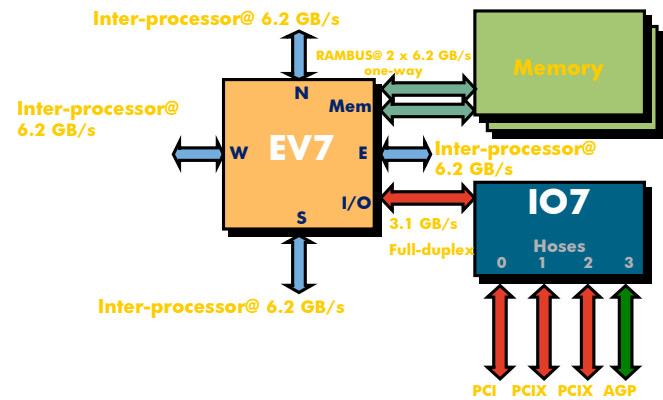 Inter-processor@ 6.2 GB/s
RAMBUS@ 2 x 6.2 GB/s
one-way
Memory
N
Mem
Inter-processor@
6.2 GB/s
W
EV7
E
Inter-processor@
6.2 GB/s
I/O
S
3.1 GB/s
Full-duplex
IO7
Hoses
0 1 2 3
Inter-processor@ 6.2 GB/s
PCI PCIX PCIX AGP